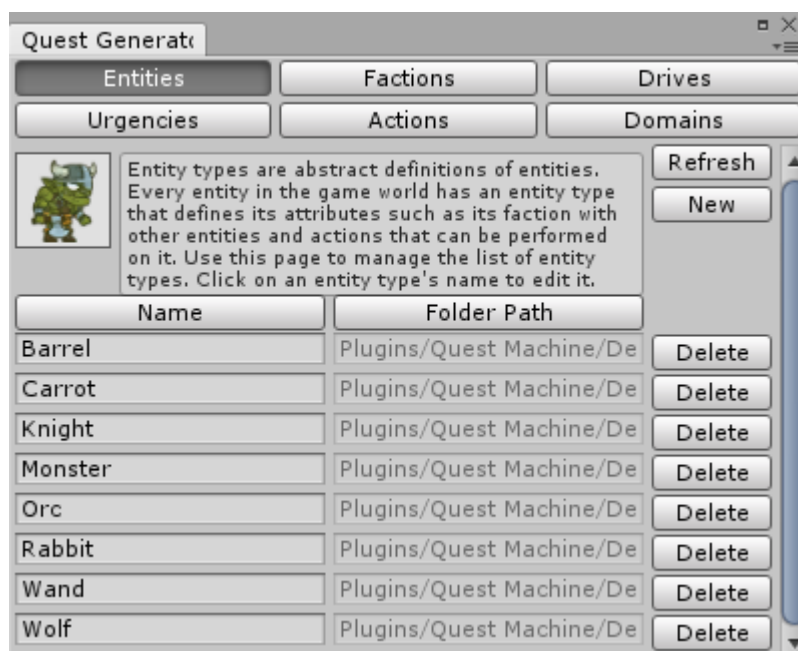 Quest Generato
Entities Factions Drives
Urgencies Actions Domains
Entity types are abstract definitions of entities.
Every entity in the game world has an entity type
that defines its attributes such as its faction with
other entities and actions that can be performed
on it. Use this page to manage the list of entity
types. Click on an entity type's name to edit it.
Refresh
New
Name Folder Path
Barrel Plugins/Quest Machine/De Delete
Carrot Plugins/Quest Machine/De Delete
Knight Plugins/Quest Machine/De Delete
Monster Plugins/Quest Machine/De Delete
Orc Plugins/Quest Machine/De Delete
Rabbit Plugins/Quest Machine/De Delete
Wand Plugins/Quest Machine/De Delete
Wolf Plugins/Quest Machine/De Delete